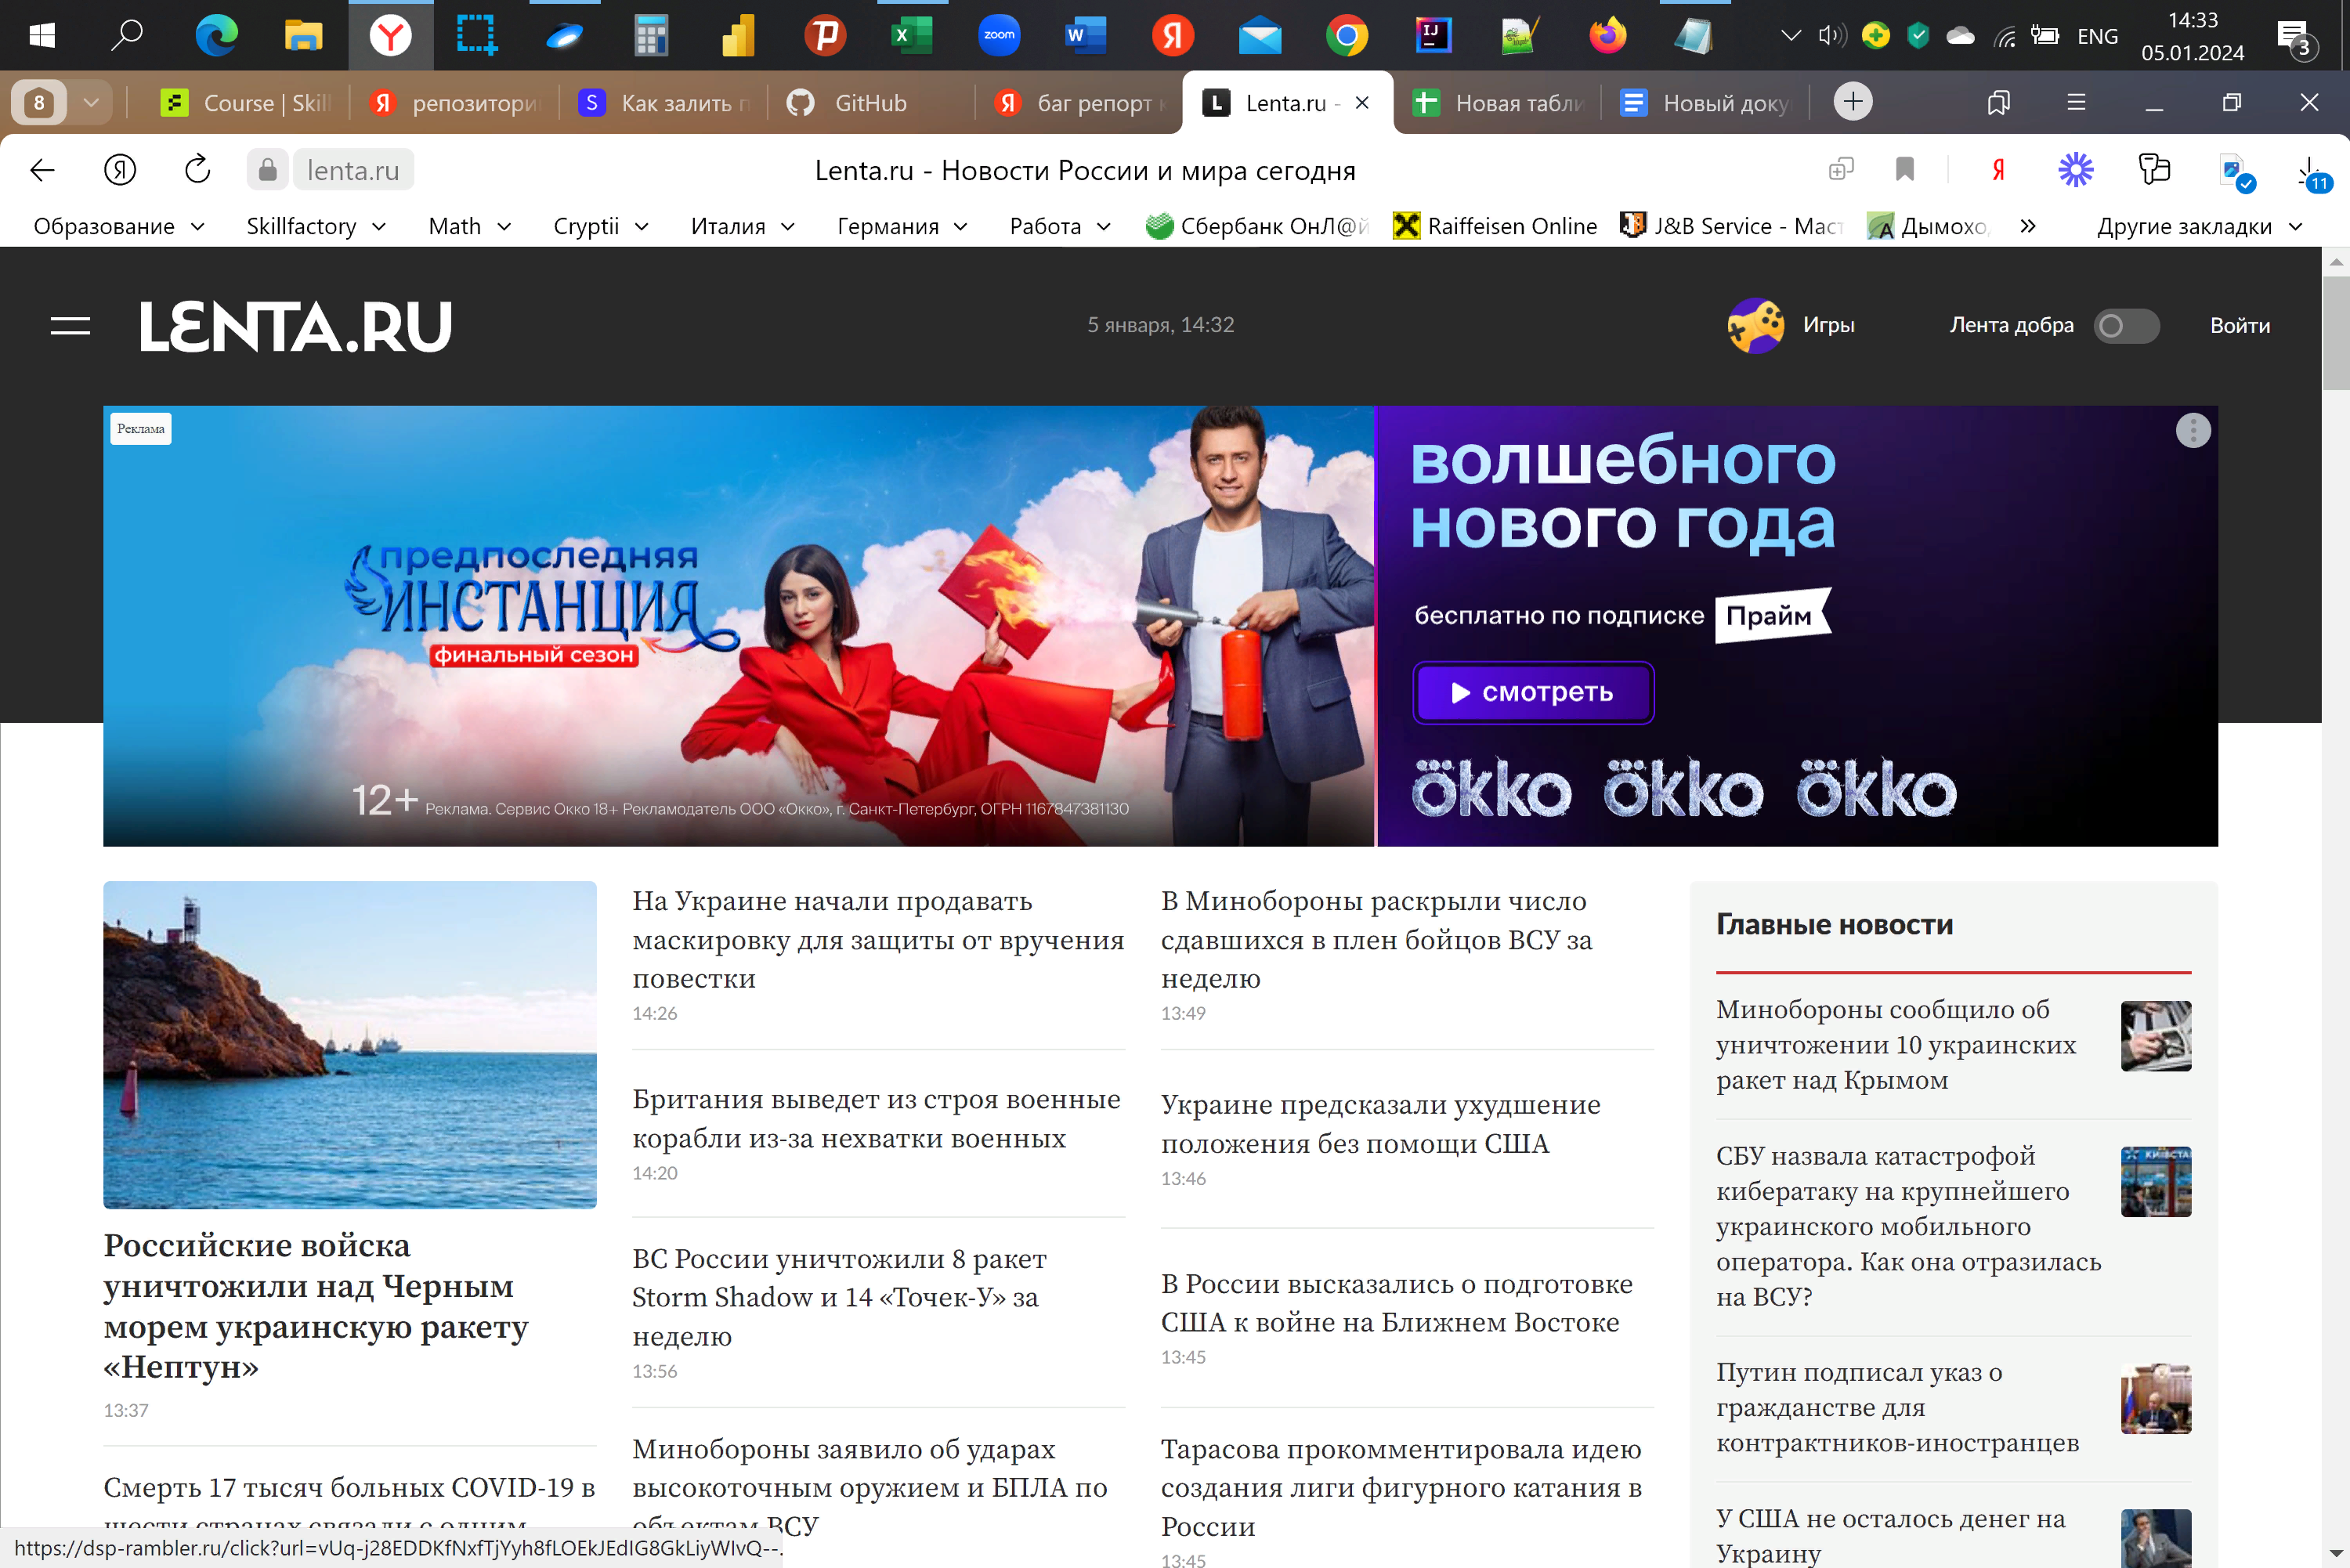 ENG
14:33
05.01.2024
3
8
Course | Skil
репозитори
Как залить
GitHub
баг репорт
Lenta.ru -
Новая табли
Новый доку
lenta.ru
Lenta.ru - Новости России и мира сегодня
11
Образование
Skillfactory
Math
Cryptii
Италия
Германия
Работа
Сбербанк ОнЛ@й
Raiffeisen Online
J&B Service - Маст
Дымохо
Другие закладки
LENTA.RU
5 января, 14:32
Игры
Лента добра
Войти
Реклама
предпоследняя
ИНСТАНЦИЯ
финальный сезон
12+ Реклама. Сервис Окко 18+ Рекламодатель ООО «Окко», г. Санкт-Петербург, ОГРН 1167847381130
волшебного
нового года
бесплатно по подписке Прайм
смотреть
okko okko okko
Российские войска
уничтожили над Черным
морем украинскую ракету
«Нептун»
13:37
Смерть 17 тысяч больных COVID-19 в
шести странах связали с одним
На Украине начали продавать
маскировку для защиты от вручения
повестки
14:26
Британия выведет из строя военные
корабли из-за нехватки военных
14:20
ВС России уничтожили 8 ракет
Storm Shadow и 14 «Точек-У» за
неделю
13:56
Минобороны заявило об ударах
высокоточным оружием и БПЛА по
объектам ВСУ
В Минобороны раскрыли число
сдавшихся в плен бойцов ВСУ за
неделю
13:49
Украине предсказали ухудшение
положения без помощи США
13:46
В России высказались о подготовке
США к войне на Ближнем Востоке
13:45
Тарасова прокомментировала идею
создания лиги фигурного катания в
России
13:45
Главные новости
Минобороны сообщило об
уничтожении 10 украинских
ракет над Крымом
СБУ назвала катастрофой
кибератаку на крупнейшего
украинского мобильного
оператора. Как она отразилась
на ВСУ?
Путин подписал указ о
гражданстве для
контрактников-иностранцев
У США не осталось денег на
Украину
https://dsp-rambler.ru/click?url=vUq-j28EDDKfNxfTjYyh8fLOEkJEdIG8GkLiyWIvQ--.